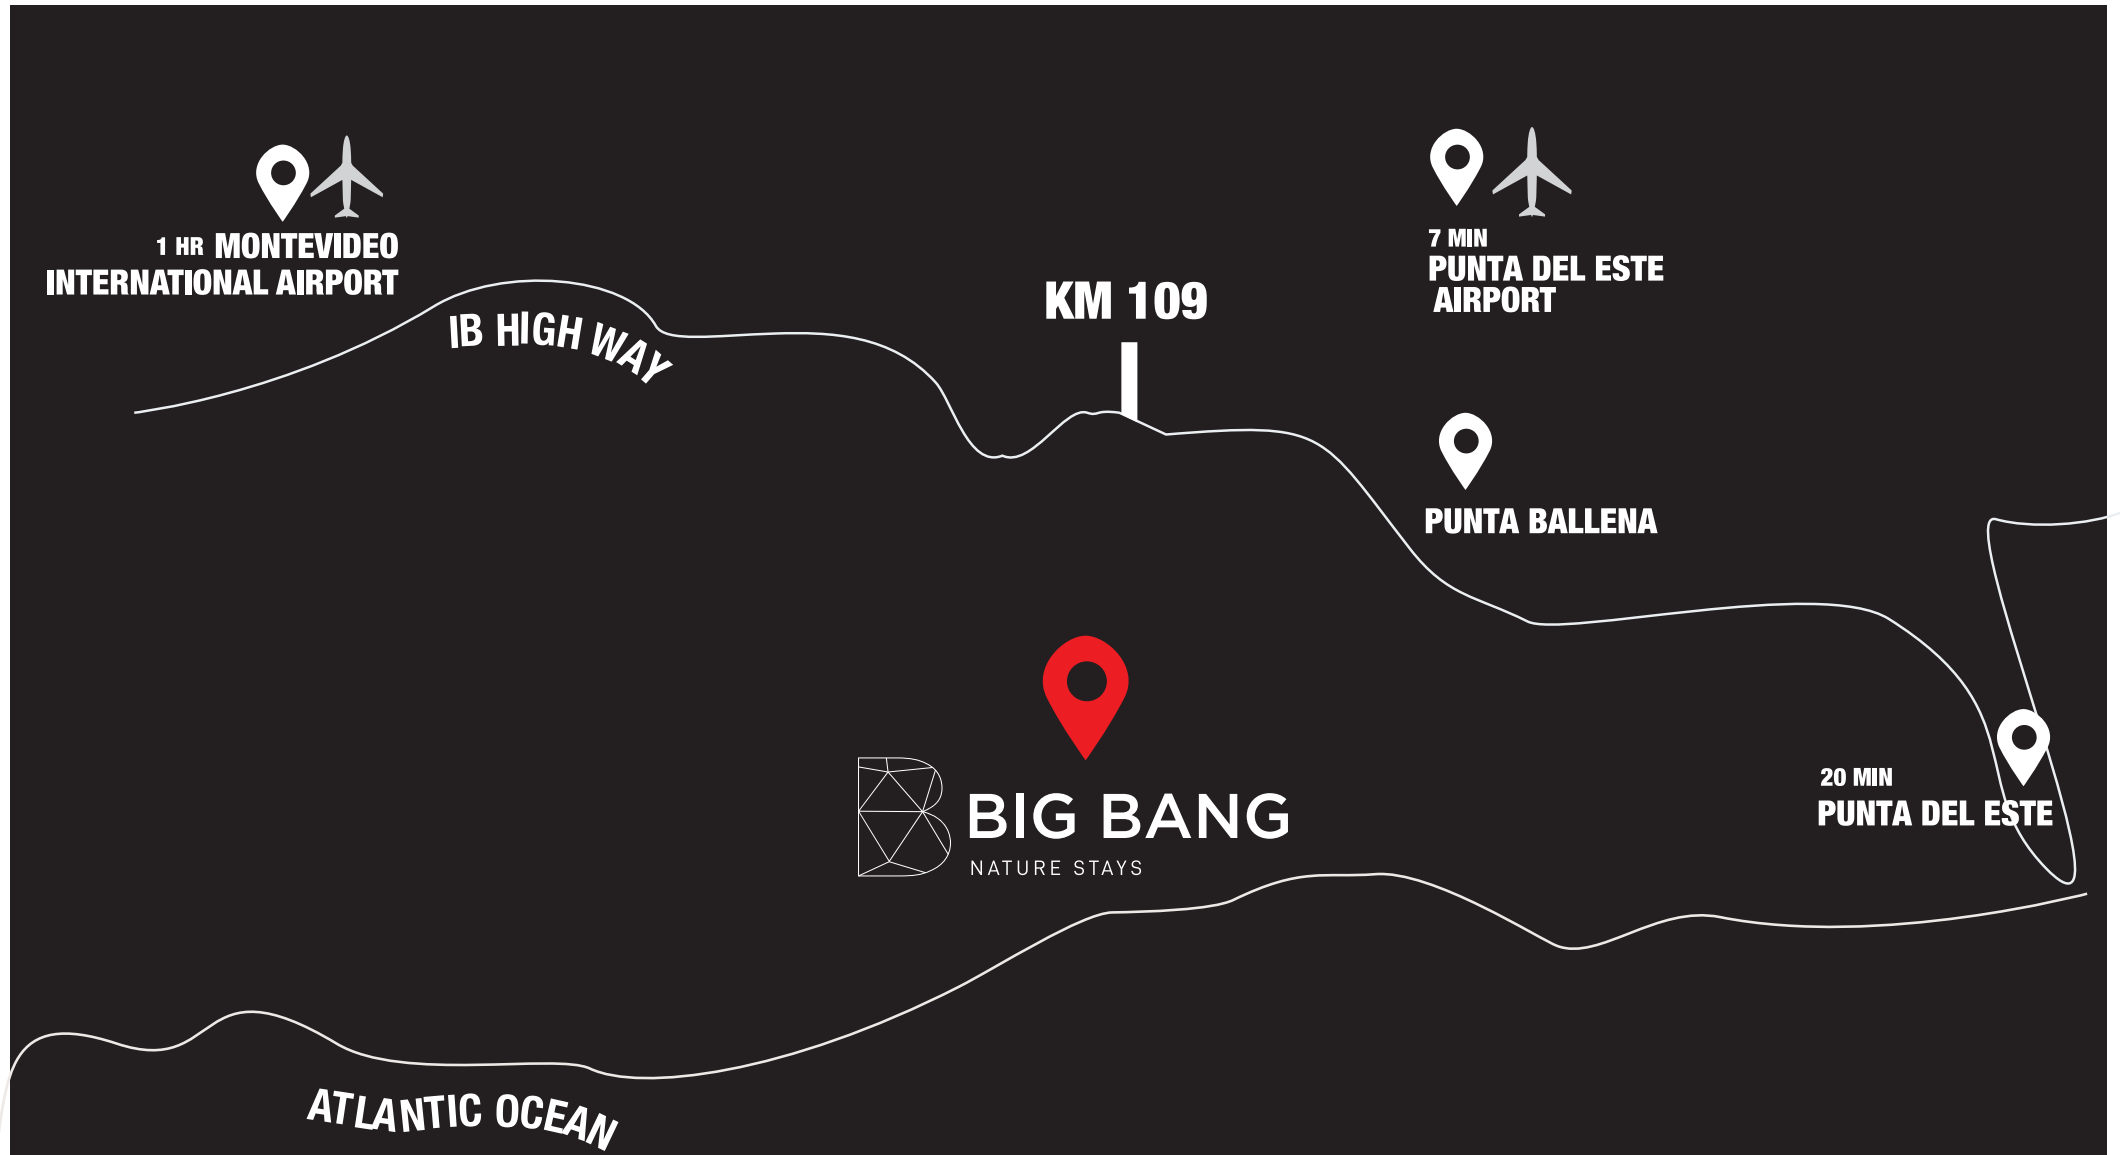 1 HR MONTEVIDEO
INTERNATIONAL AIRPORT
IB HIGH WAY
KM 109
7 MIN
PUNTA DEL ESTE
AIRPORT
PUNTA BALLENA
BIG BANG
NATURE STAYS
20 MIN
PUNTA DEL ESTE
ATLANTIC OCEAN